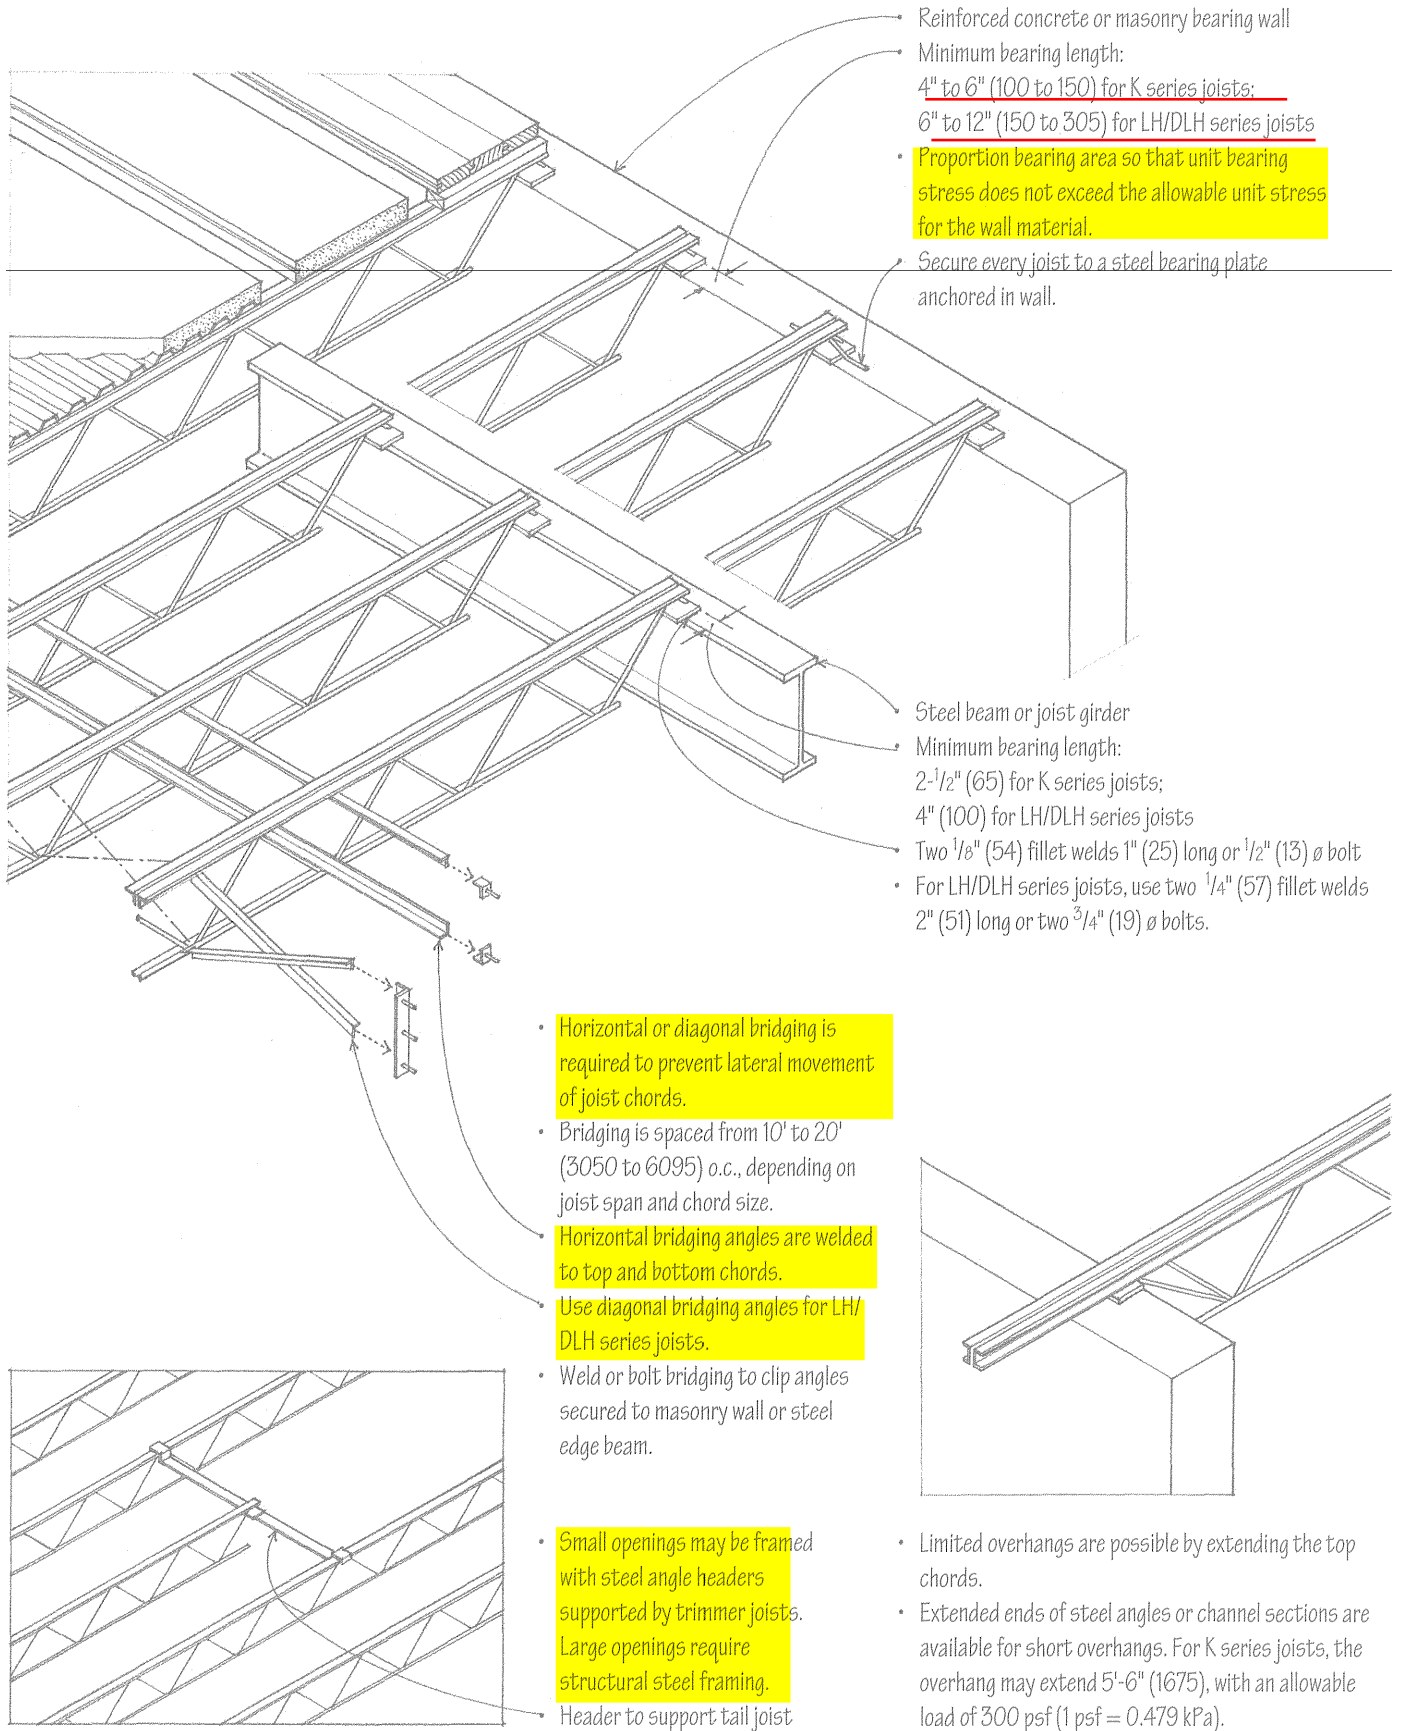 Reinforced concrete or masonry bearing wall
Minimum bearing length:
4" to 6" (100 to 150) for K series joists;
6" to 12" (150 to 305) for LH/DLH series joists
• Proportion bearing area so that unit bearing
stress does not exceed the allowable unit stress
for the wall material.
• Secure every joist to a steel bearing plate
anchored in wall.
• Steel beam or joist girder
• Minimum bearing length:
2-1/2" (65) for K series joists;
4" (100) for LH/DLH series joists
• Two 1/8" (54) fillet welds 1" (25) long or 1/2" (13) ø bolt
• For LH/DLH series joists, use two 1/4" (57) fillet welds
2" (51) long or two 3/4" (19) ø bolts.
• Horizontal or diagonal bridging is
required to prevent lateral movement
of joist chords.
• Bridging is spaced from 10' to 20'
(3050 to 6095) o.c., depending on
joist span and chord size.
• Horizontal bridging angles are welded
to top and bottom chords.
• Use diagonal bridging angles for LH/
DLH series joists.
• Weld or bolt bridging to clip angles
secured to masonry wall or steel
edge beam.
• Small openings may be framed
with steel angle headers
supported by trimmer joists.
Large openings require
structural steel framing.
• Header to support tail joist
• Limited overhangs are possible by extending the top
chords.
• Extended ends of steel angles or channel sections are
available for short overhangs. For K series joists, the
overhang may extend 5'-6" (1675), with an allowable
load of 300 psf (1 psf = 0.479 kPa).